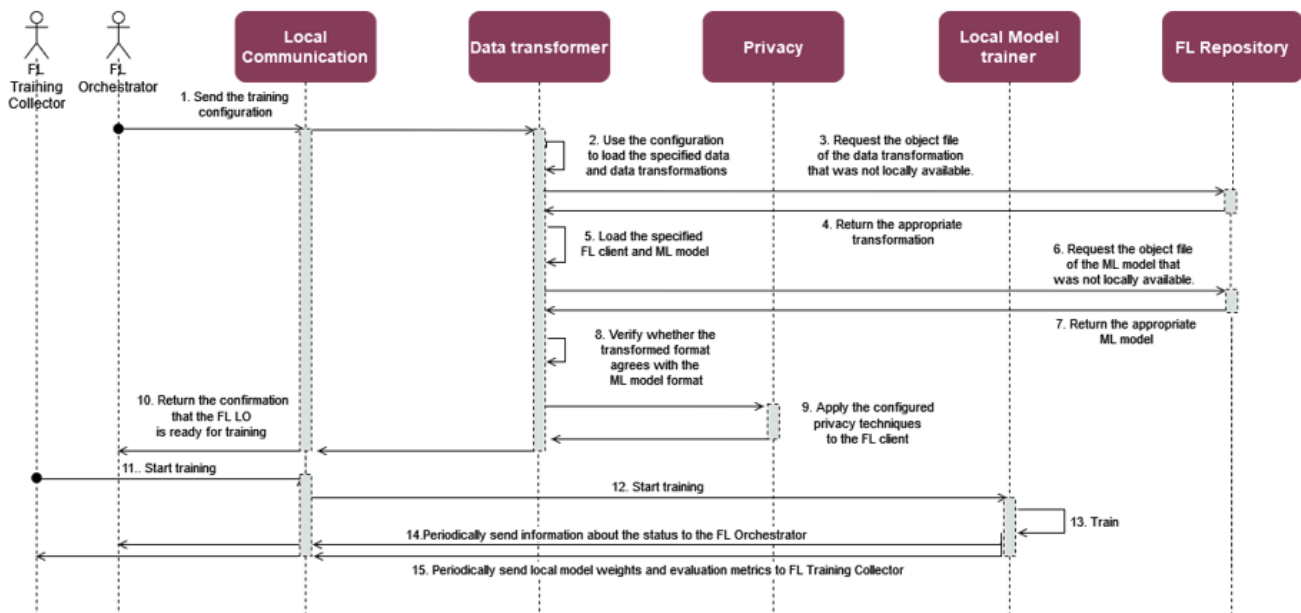 FL
Training
Collector
FL
Orchestrator
Local
Communication
Data transformer
Privacy
Local Model
trainer
FL Repository
1. Send the training
configuration
2. Use the configuration
to load the specified data
and data transformations
3. Request the object file
of the data transformation
that was not locally available.
4. Return the appropriate
transformation
5. Load the specified
FL client and ML model
6. Request the object file
of the ML model that
was not locally available.
7. Return the appropriate
ML model
8. Verify whether the
transformed format
agrees with the
ML model format
9. Apply the configured
privacy techniques
to the FL client
10. Return the confirmation
that the FL LO
is ready for training
11.. Start training
12. Start training
13. Train
14.Periodically send information about the status to the FL Orchestrator
15. Periodically send local model weights and evaluation metrics to FL Training Collector